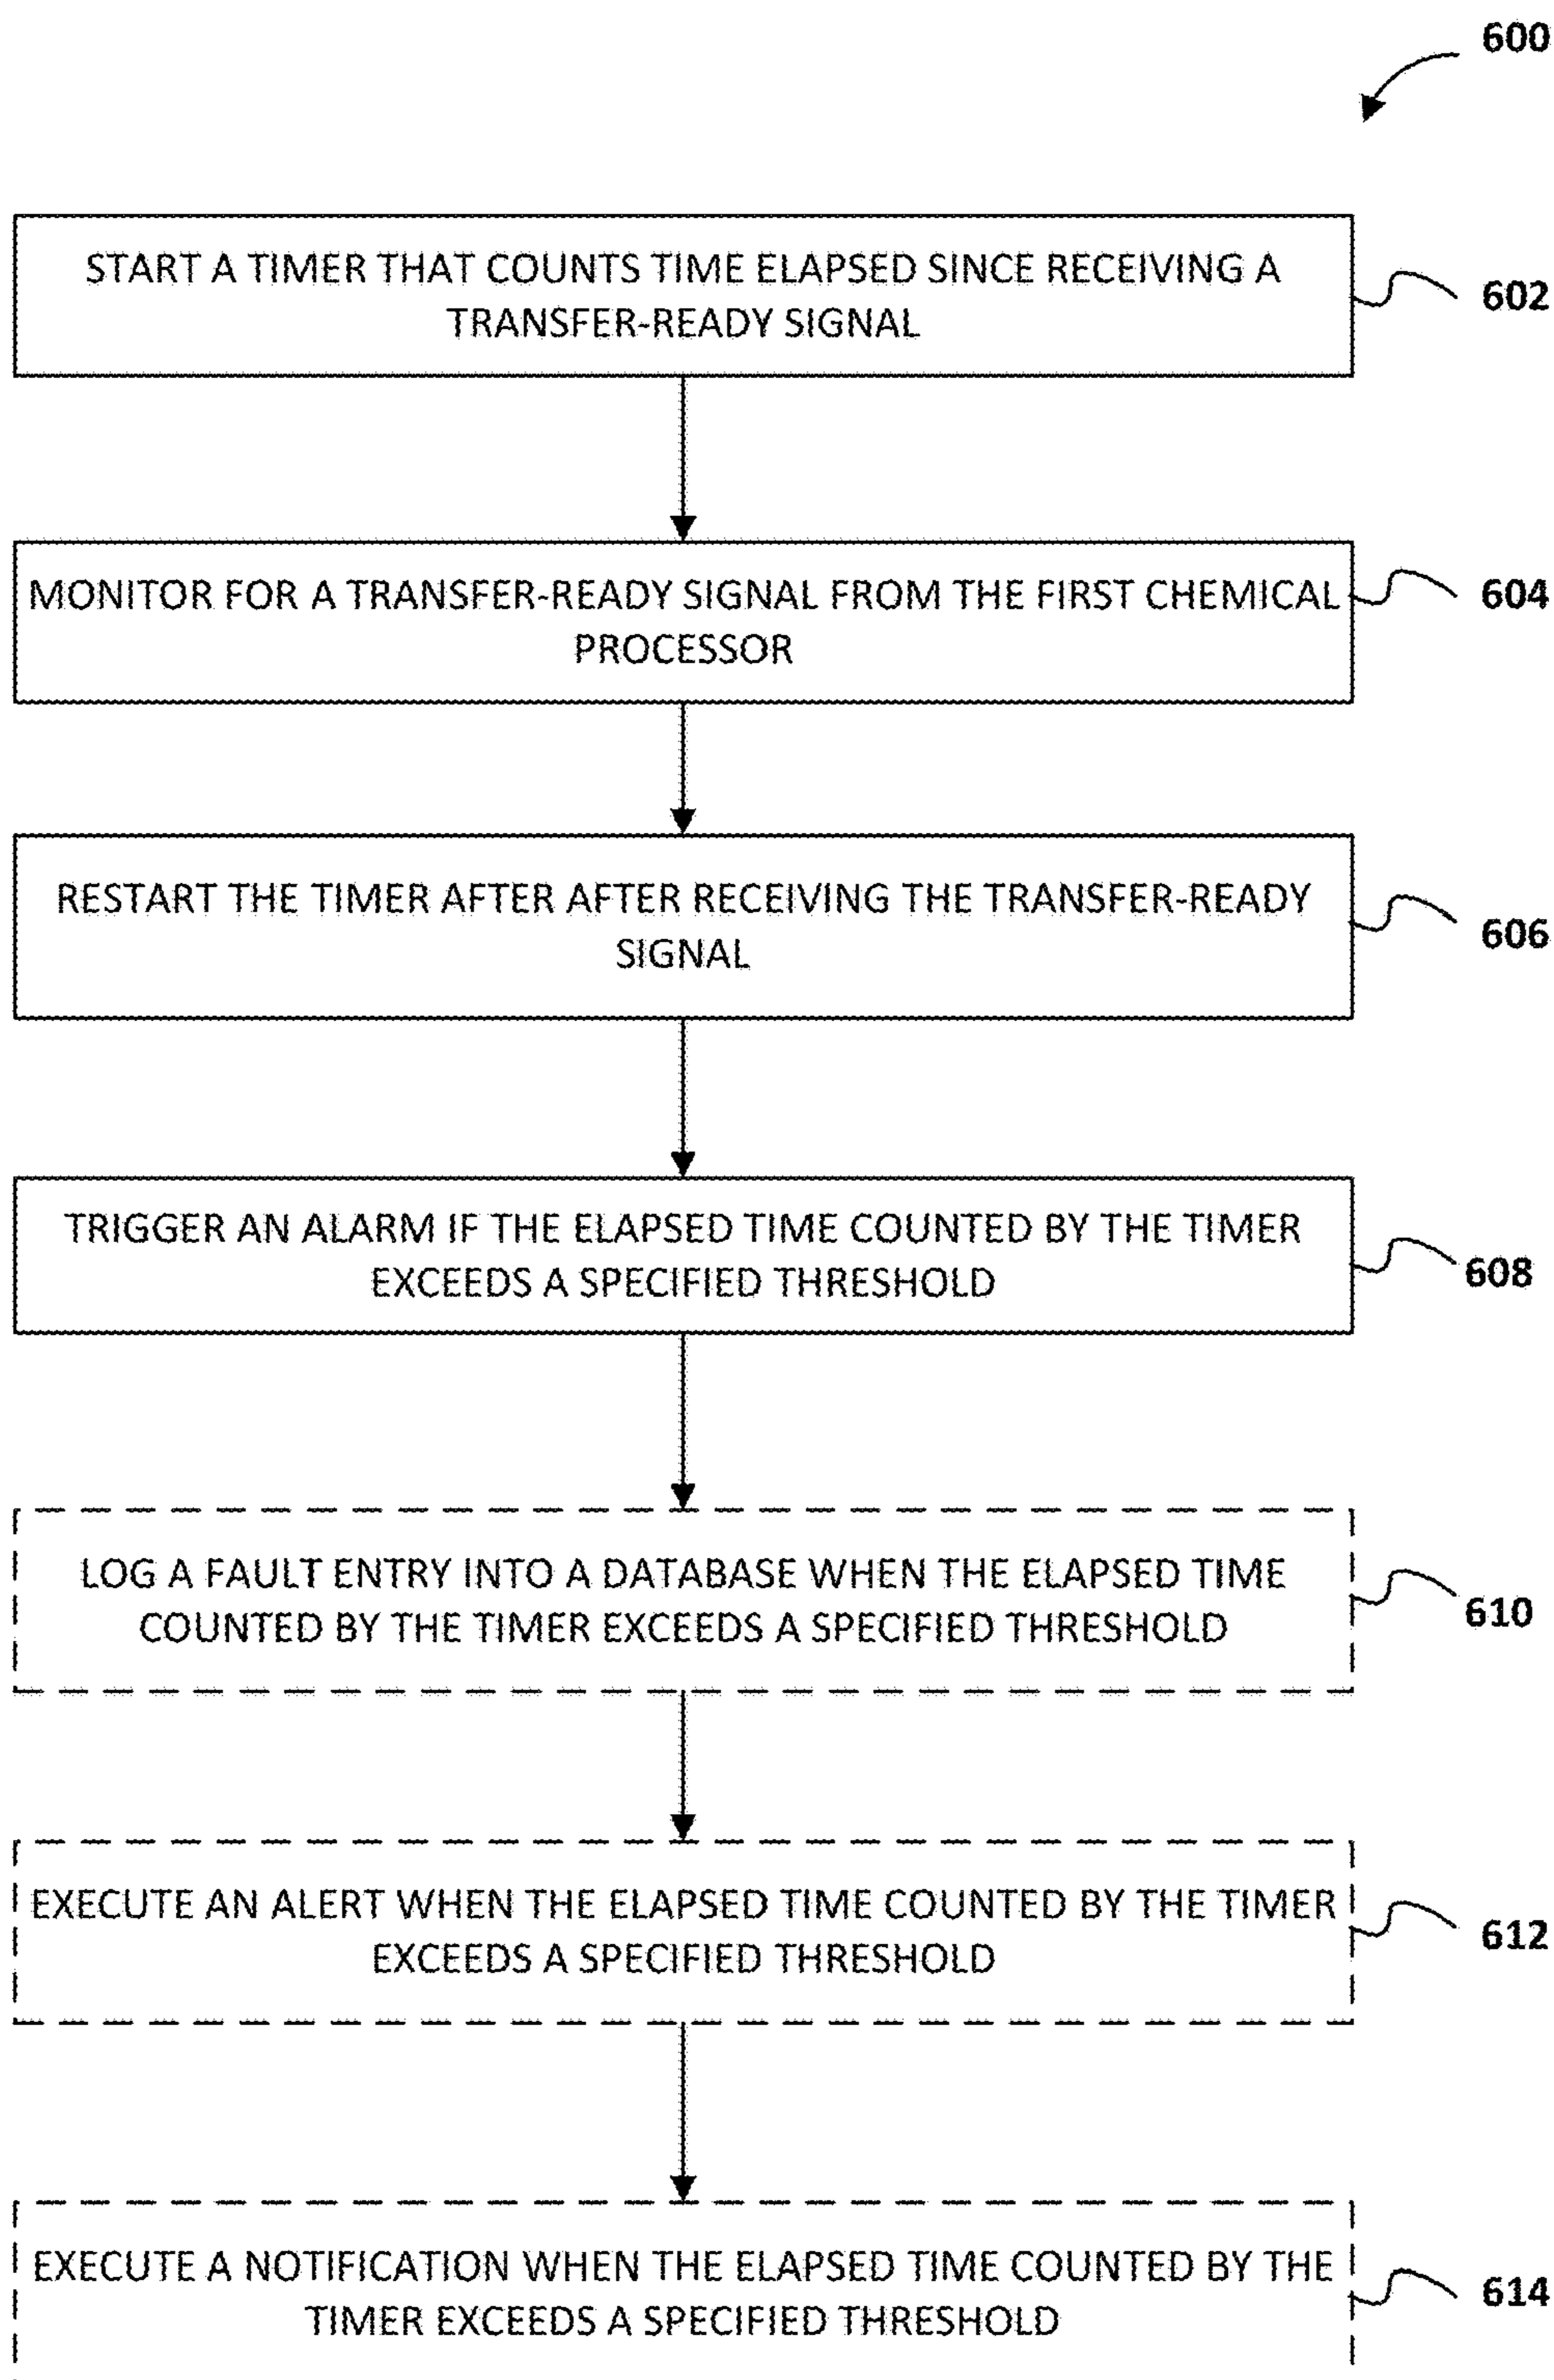 600
START A TIMER THAT COUNTS TIME ELAPSED SINCE RECEIVING A
TRANSFER-READY SIGNAL
602
MONITOR FOR A TRANSFER-READY SIGNAL FROM THE FIRST CHEMICAL
PROCESSOR
604
RESTART THE TIMER AFTER AFTER RECEIVING THE TRANSFER-READY
SIGNAL
606
TRIGGER AN ALARM IF THE ELAPSED TIME COUNTED BY THE TIMER
EXCEEDS A SPECIFIED THRESHOLD
608
LOG A FAULT ENTRY INTO A DATABASE WHEN THE ELAPSED TIME
COUNTED BY THE TIMER EXCEEDS A SPECIFIED THRESHOLD
610
EXECUTE AN ALERT WHEN THE ELAPSED TIME COUNTED BY THE TIMER
EXCEEDS A SPECIFIED THRESHOLD
612
EXECUTE A NOTIFICATION WHEN THE ELAPSED TIME COUNTED BY THE
TIMER EXCEEDS A SPECIFIED THRESHOLD
614